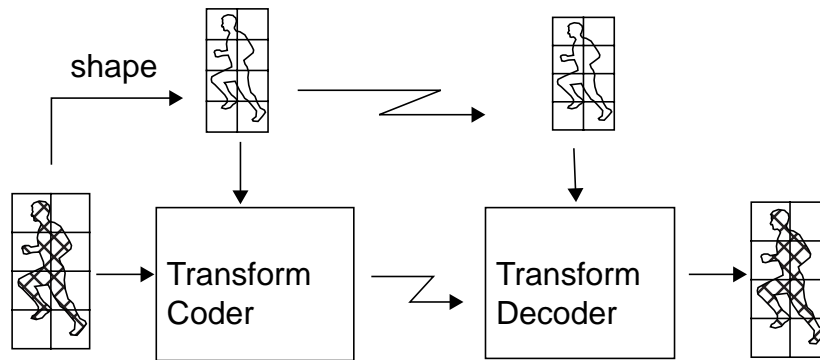 shape
Transform
Coder
Transform
Decoder